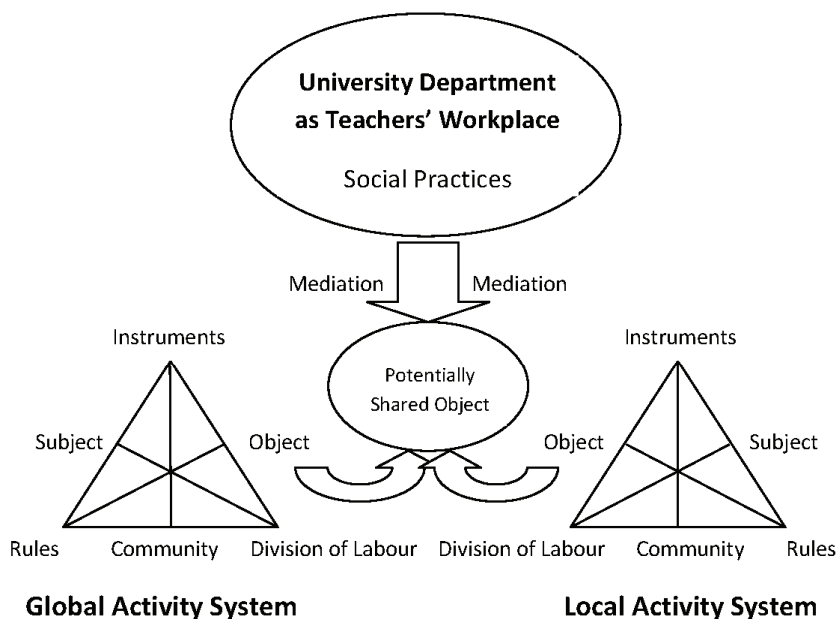 University Department
as Teachers' Workplace
Social Practices
Mediation Mediation
Instruments Instruments
Potentially
Shared Object
Subject Object Object Subject
Rules Community Division of Labour Division of Labour Community Rules
Global Activity System Local Activity System